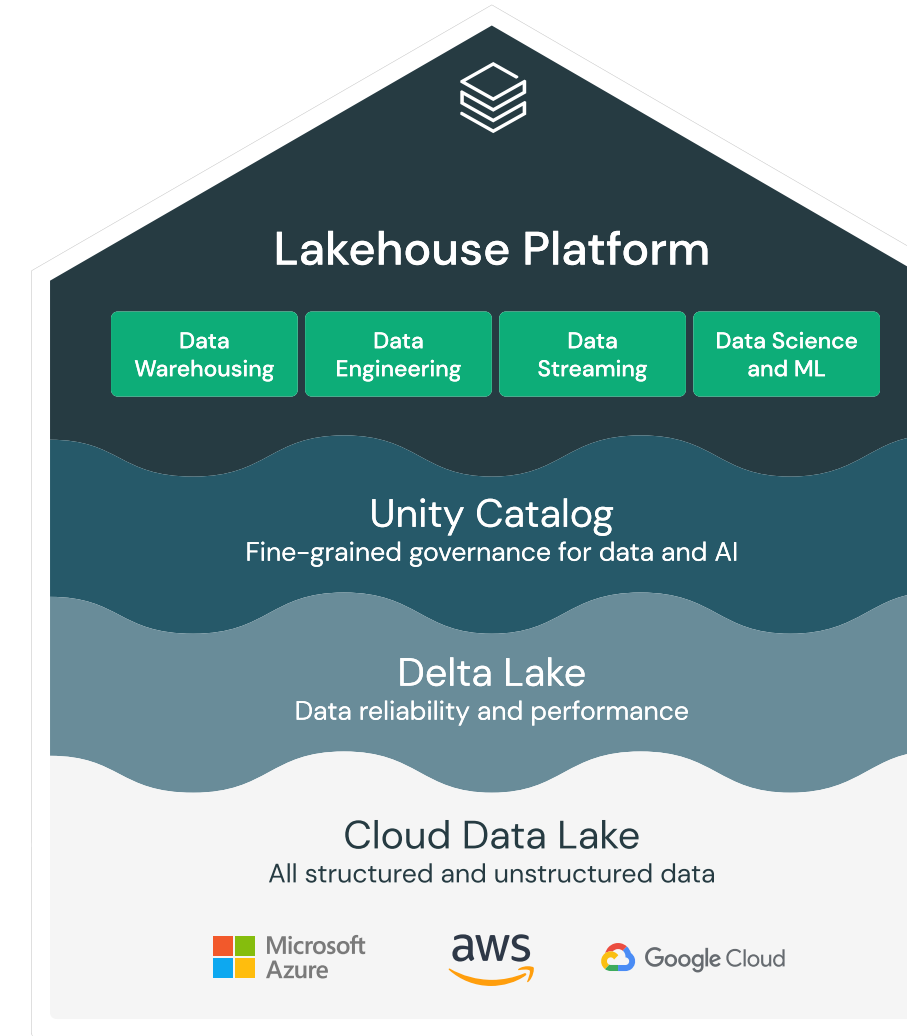 Lakehouse Platform
Data Warehousing
Data Engineering
Data Streaming
Data Science and ML
Unity Catalog
Fine-grained governance for data and AI
Delta Lake
Data reliability and performance
Cloud Data Lake
All structured and unstructured data
Microsoft Azure
aws
Google Cloud